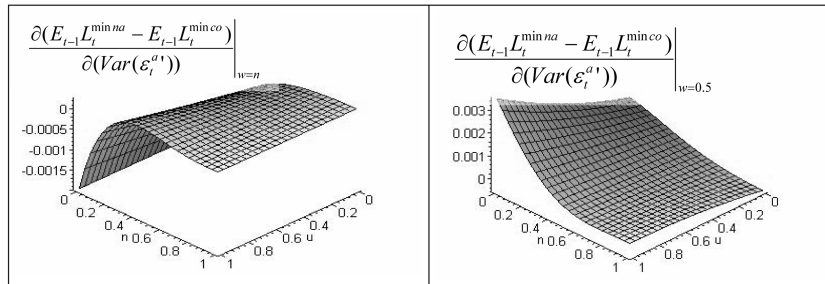 ∂(E_{t-1}L_t^{min na} − E_{t-1}L_t^{min co})
∂(Var(ε_t^a'))
w=n
0
-0.0005
-0.001
-0.0015
0
0.2
0.4
n 0.6
0.8
1
0
0.2
0.4
0.6 u
0.8
1
∂(E_{t-1}L_t^{min na} − E_{t-1}L_t^{min co})
∂(Var(ε_t^a'))
w=0.5
0.003
0.002
0.001
0
0
0.2
0.4
n 0.6
0.8
1
0
0.2
0.4
0.6 u
0.8
1